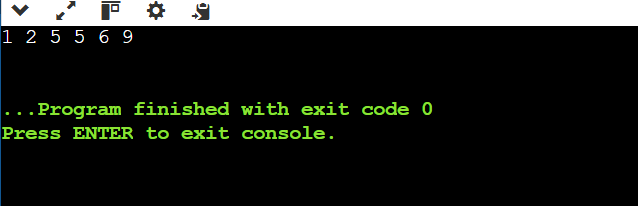 1 2 5 5 6 9
...Program finished with exit code 0
Press ENTER to exit console.